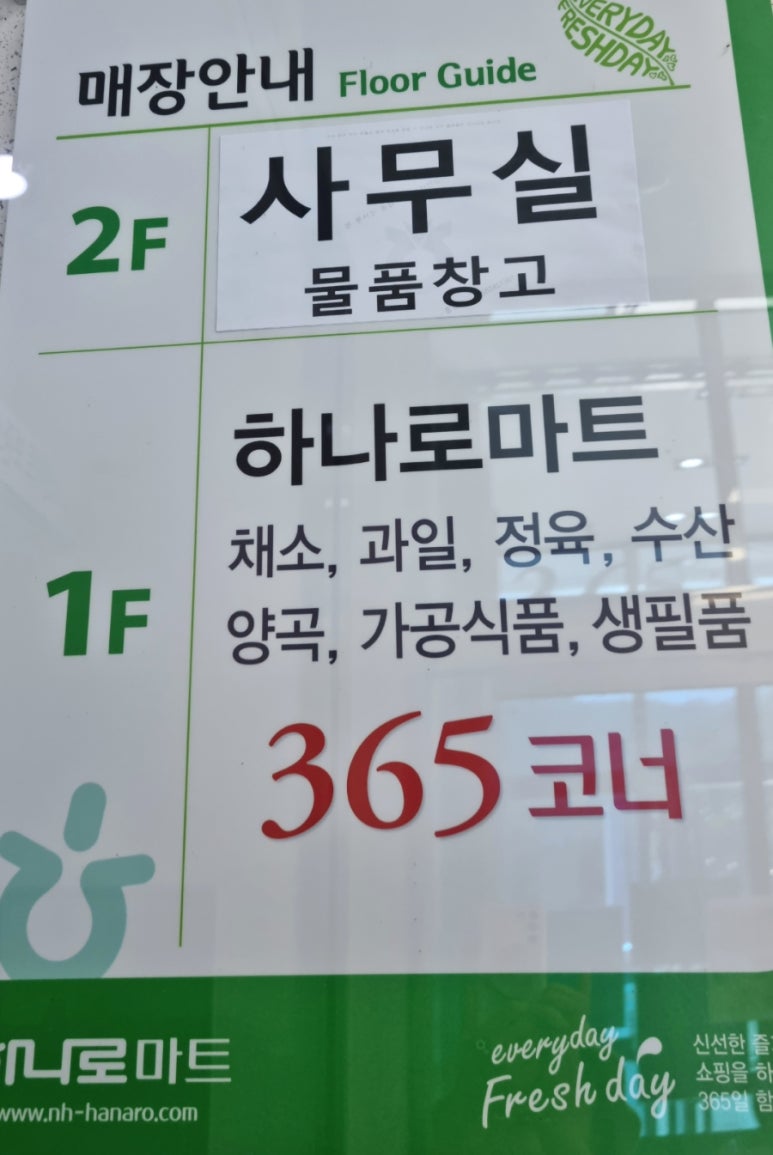 EVERYDAY
FRESHDAY
매장안내 Floor Guide
2F
사무실
물품창고
1F
하나로마트
채소, 과일, 정육, 수산
양곡, 가공식품, 생필품
365 코너
하나로마트
www.nh-hanaro.com
everyday
Fresh day
신선한
쇼핑을
365일